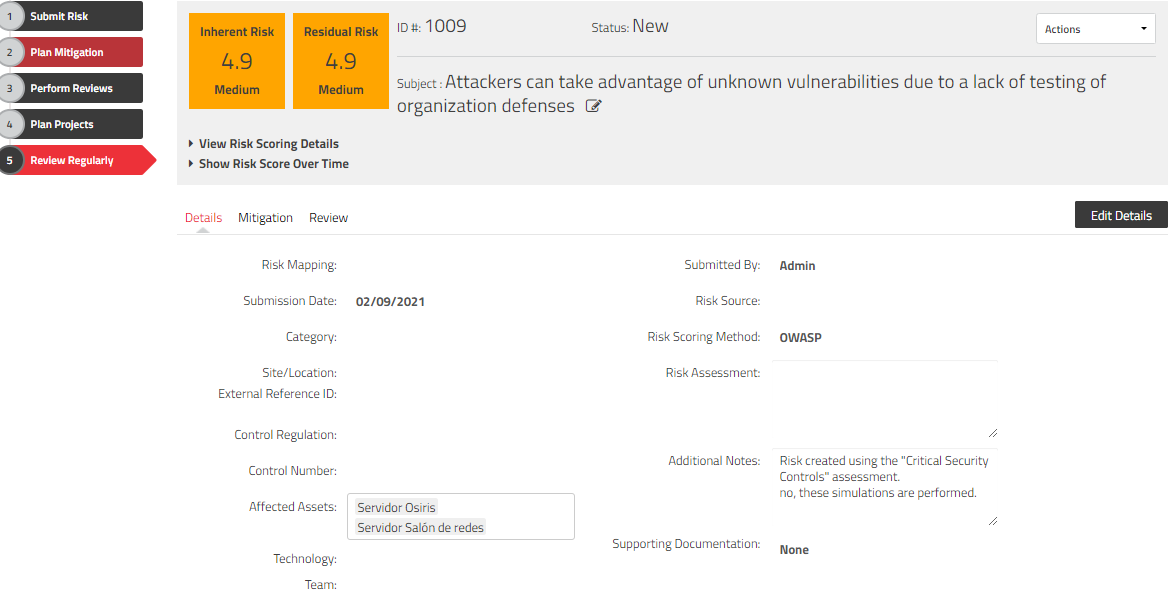 1 Submit Risk
2 Plan Mitigation
3 Perform Reviews
4 Plan Projects
5 Review Regularly
Inherent Risk
4.9
Medium
Residual Risk
4.9
Medium
ID #: 1009
Status: New
Actions
Subject : Attackers can take advantage of unknown vulnerabilities due to a lack of testing of
organization defenses
View Risk Scoring Details
Show Risk Score Over Time
Details Mitigation Review
Edit Details
Risk Mapping:
Submission Date: 02/09/2021
Category:
Site/Location:
External Reference ID:
Control Regulation:
Control Number:
Affected Assets: Servidor Osiris
Servidor Salón de redes
Technology:
Team:
Submitted By: Admin
Risk Source:
Risk Scoring Method: OWASP
Risk Assessment:
Additional Notes: Risk created using the "Critical Security
Controls" assessment.
no, these simulations are performed.
Supporting Documentation: None